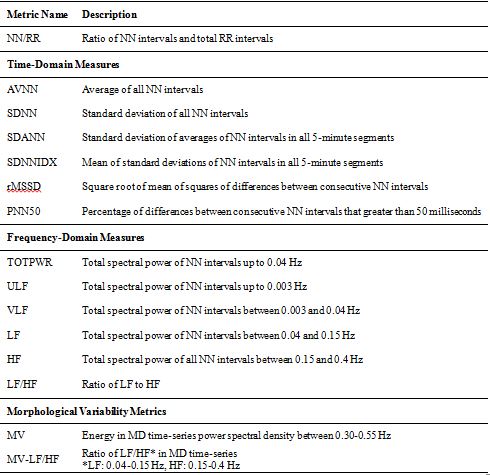 Metric Name Description
NN/RR Ratio of NN intervals and total RR intervals
Time-Domain Measures
AVNN Average of all NN intervals
SDNN Standard deviation of all NN intervals
SDANN Standard deviation of averages of NN intervals in all 5-minute segments
SDNNIDX Mean of standard deviations of NN intervals in all 5-minute segments
rMSSD Square root of mean of squares of differences between consecutive NN intervals
PNN50 Percentage of differences between consecutive NN intervals that greater than 50 milliseconds
Frequency-Domain Measures
TOTPWR Total spectral power of NN intervals up to 0.04 Hz
ULF Total spectral power of NN intervals up to 0.003 Hz
VLF Total spectral power of NN intervals between 0.003 and 0.04 Hz
LF Total spectral power of NN intervals between 0.04 and 0.15 Hz
HF Total spectral power of all NN intervals between 0.15 and 0.4 Hz
LF/HF Ratio of LF to HF
Morphological Variability Metrics
MV Energy in MD time-series power spectral density between 0.30-0.55 Hz
MV-LF/HF Ratio of LF/HF* in MD time-series
*LF: 0.04-0.15 Hz, HF: 0.15-0.4 Hz